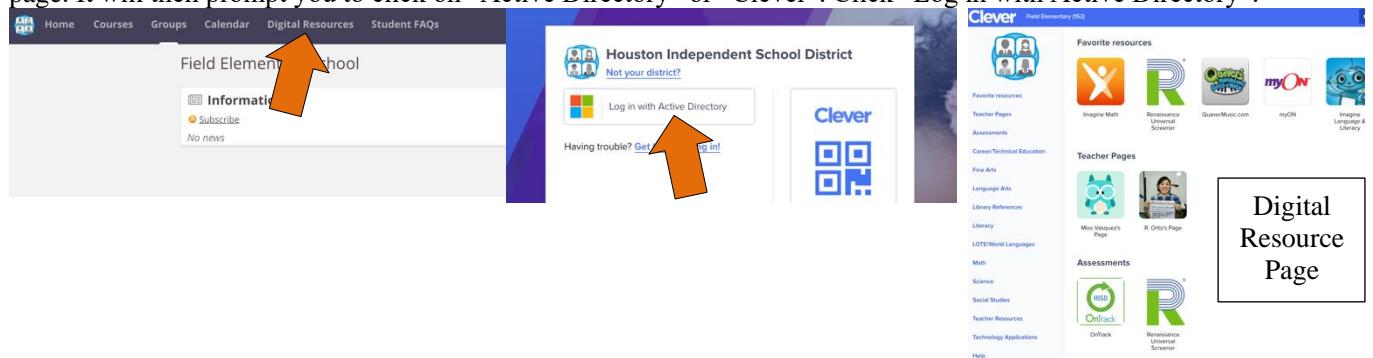 page. It will then prompt you to click on "Active Directory" or "Clever". Click "Log in with Active Directory".
Home Courses Groups Calendar Digital Resources Student FAQs
Field Elemen hool
Informati
Subscribe
No news
Houston Independent School District
Not your district?
Log in with Active Directory
Having trouble? Get g in!
Clever
Clever Field Elementary (152)
Favorite resources
Teacher Pages
Assessments
Career/Technical Education
Fine Arts
Language Arts
Library References
Literacy
LOTE/World Languages
Math
Science
Social Studies
Teacher Resources
Technology Applications
Help
Favorite resources
Imagine Math
Renaissance
Universal
Screener
Quaver's
QuaverMusic.com
myON
myON
Imagine
Language &
Literacy
Teacher Pages
Miss Vasquez's
Page
R. Ortiz's Page
Assessments
HISD
OnTrack
OnTrack
Renaissance
Universal
Screener
Digital
Resource
Page